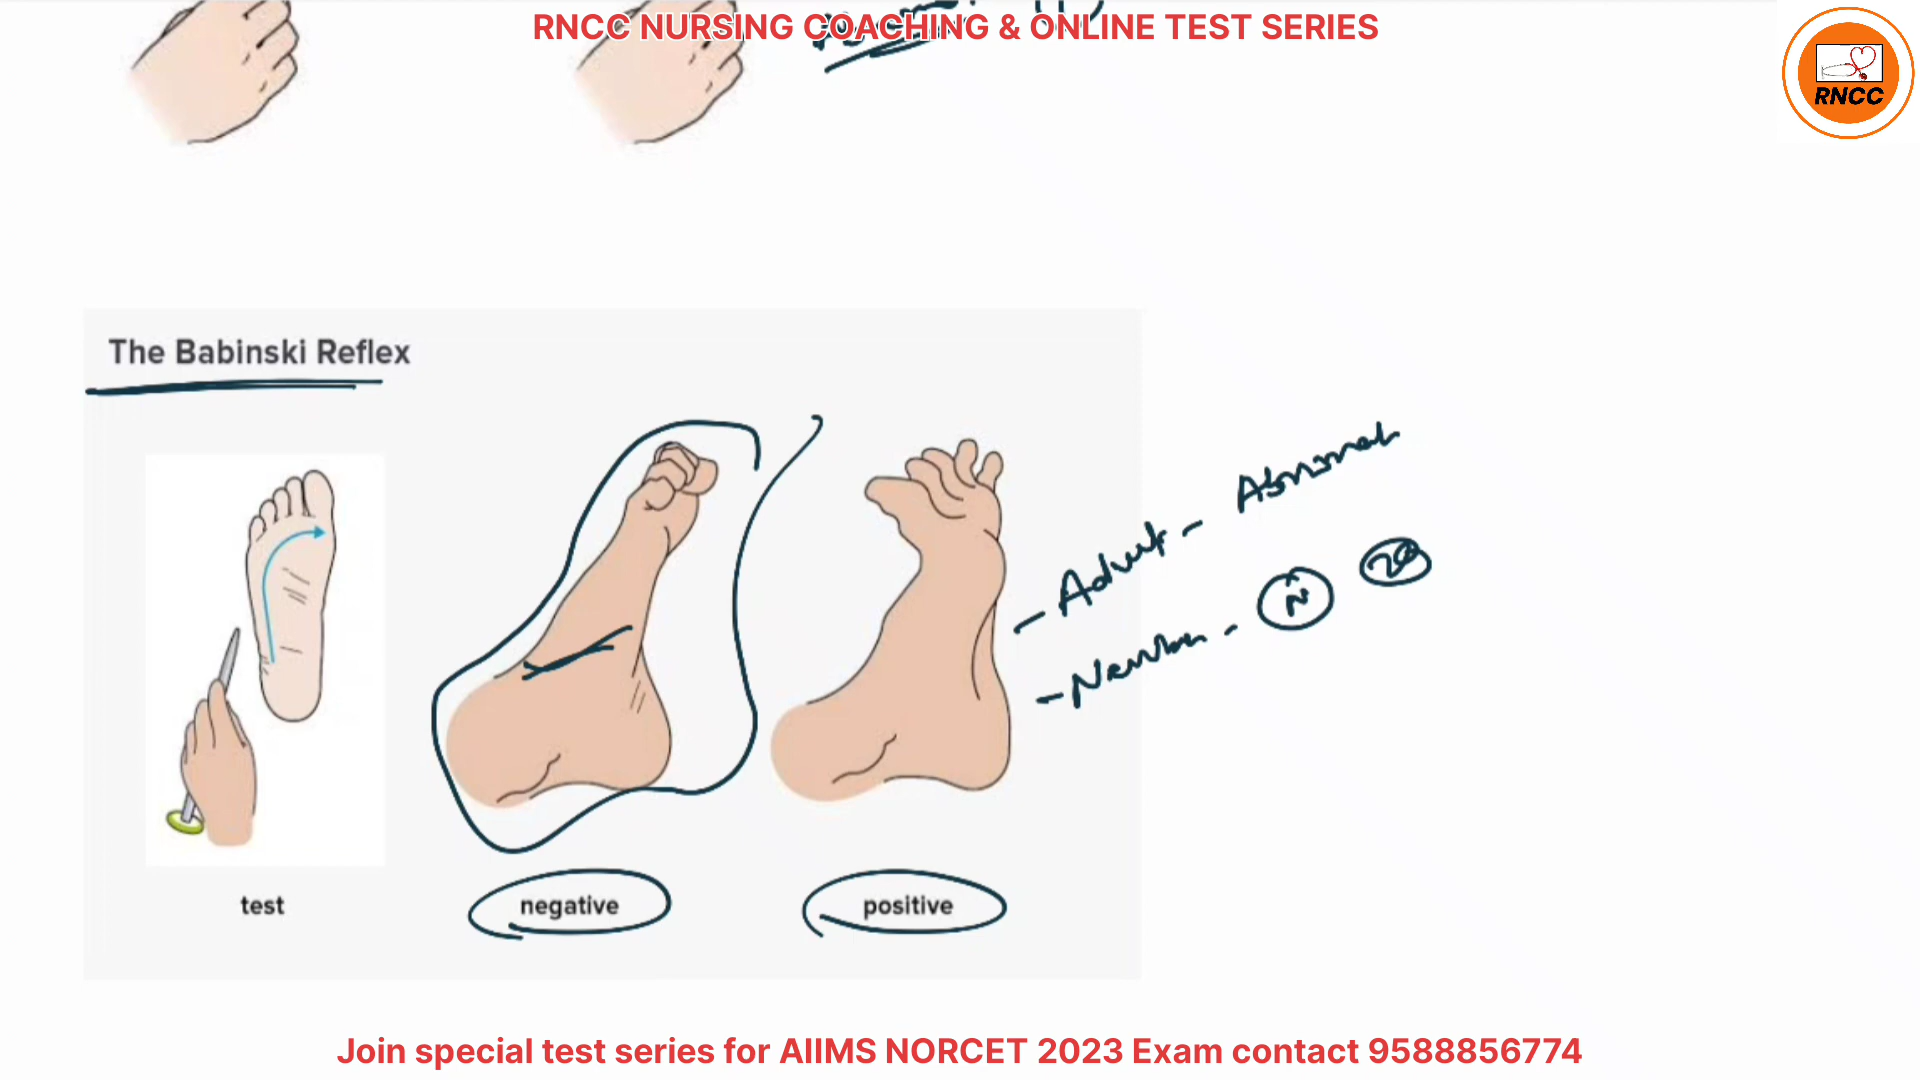 RNCC NURSING COACHING & ONLINE TEST SERIES
RNCC
The Babinski Reflex
- Adult - Abnormal
- Newborn - N
test
negative
positive
Join special test series for AIIMS NORCET 2023 Exam contact 9588856774